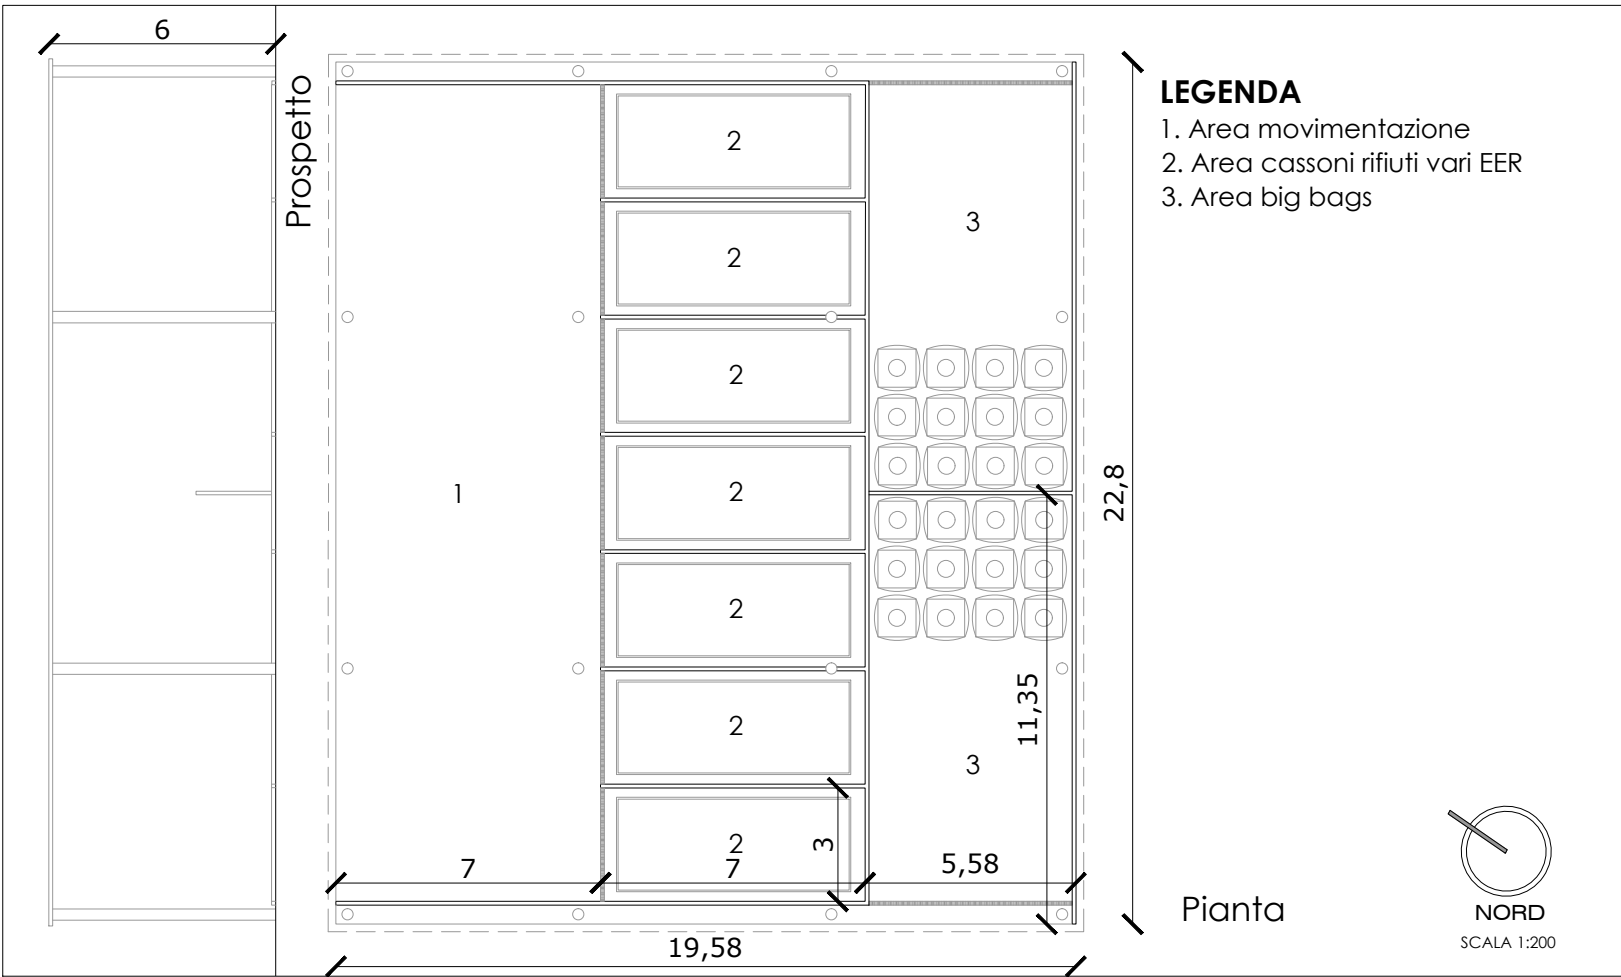 6
Prospetto
LEGENDA
1. Area movimentazione
2. Area cassoni rifiuti vari EER
3. Area big bags
2
2
2
2
2
2
2
1
3
3
22,8
11,35
3
7
7
5,58
19,58
Pianta
NORD
SCALA 1:200